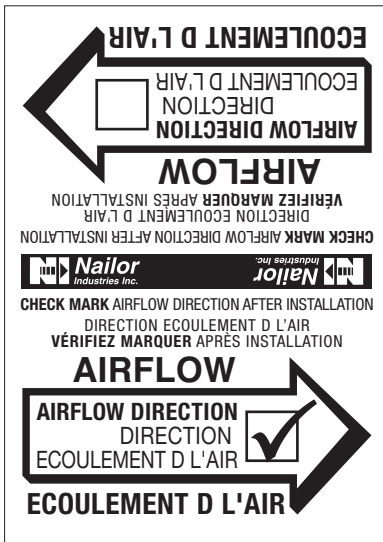 Nailor
Industries Inc.
CHECK MARK AIRFLOW DIRECTION AFTER INSTALLATION
DIRECTION ECOULEMENT D L'AIR
VÉRIFIEZ MARQUER APRÈS INSTALLATION
AIRFLOW
AIRFLOW DIRECTION
DIRECTION
ECOULEMENT D L'AIR
ECOULEMENT D L'AIR
Nailor
Industries Inc.
CHECK MARK AIRFLOW DIRECTION AFTER INSTALLATION
DIRECTION ECOULEMENT D L'AIR
VÉRIFIEZ MARQUER APRÈS INSTALLATION
AIRFLOW
AIRFLOW DIRECTION
DIRECTION
ECOULEMENT D L'AIR
ECOULEMENT D L'AIR